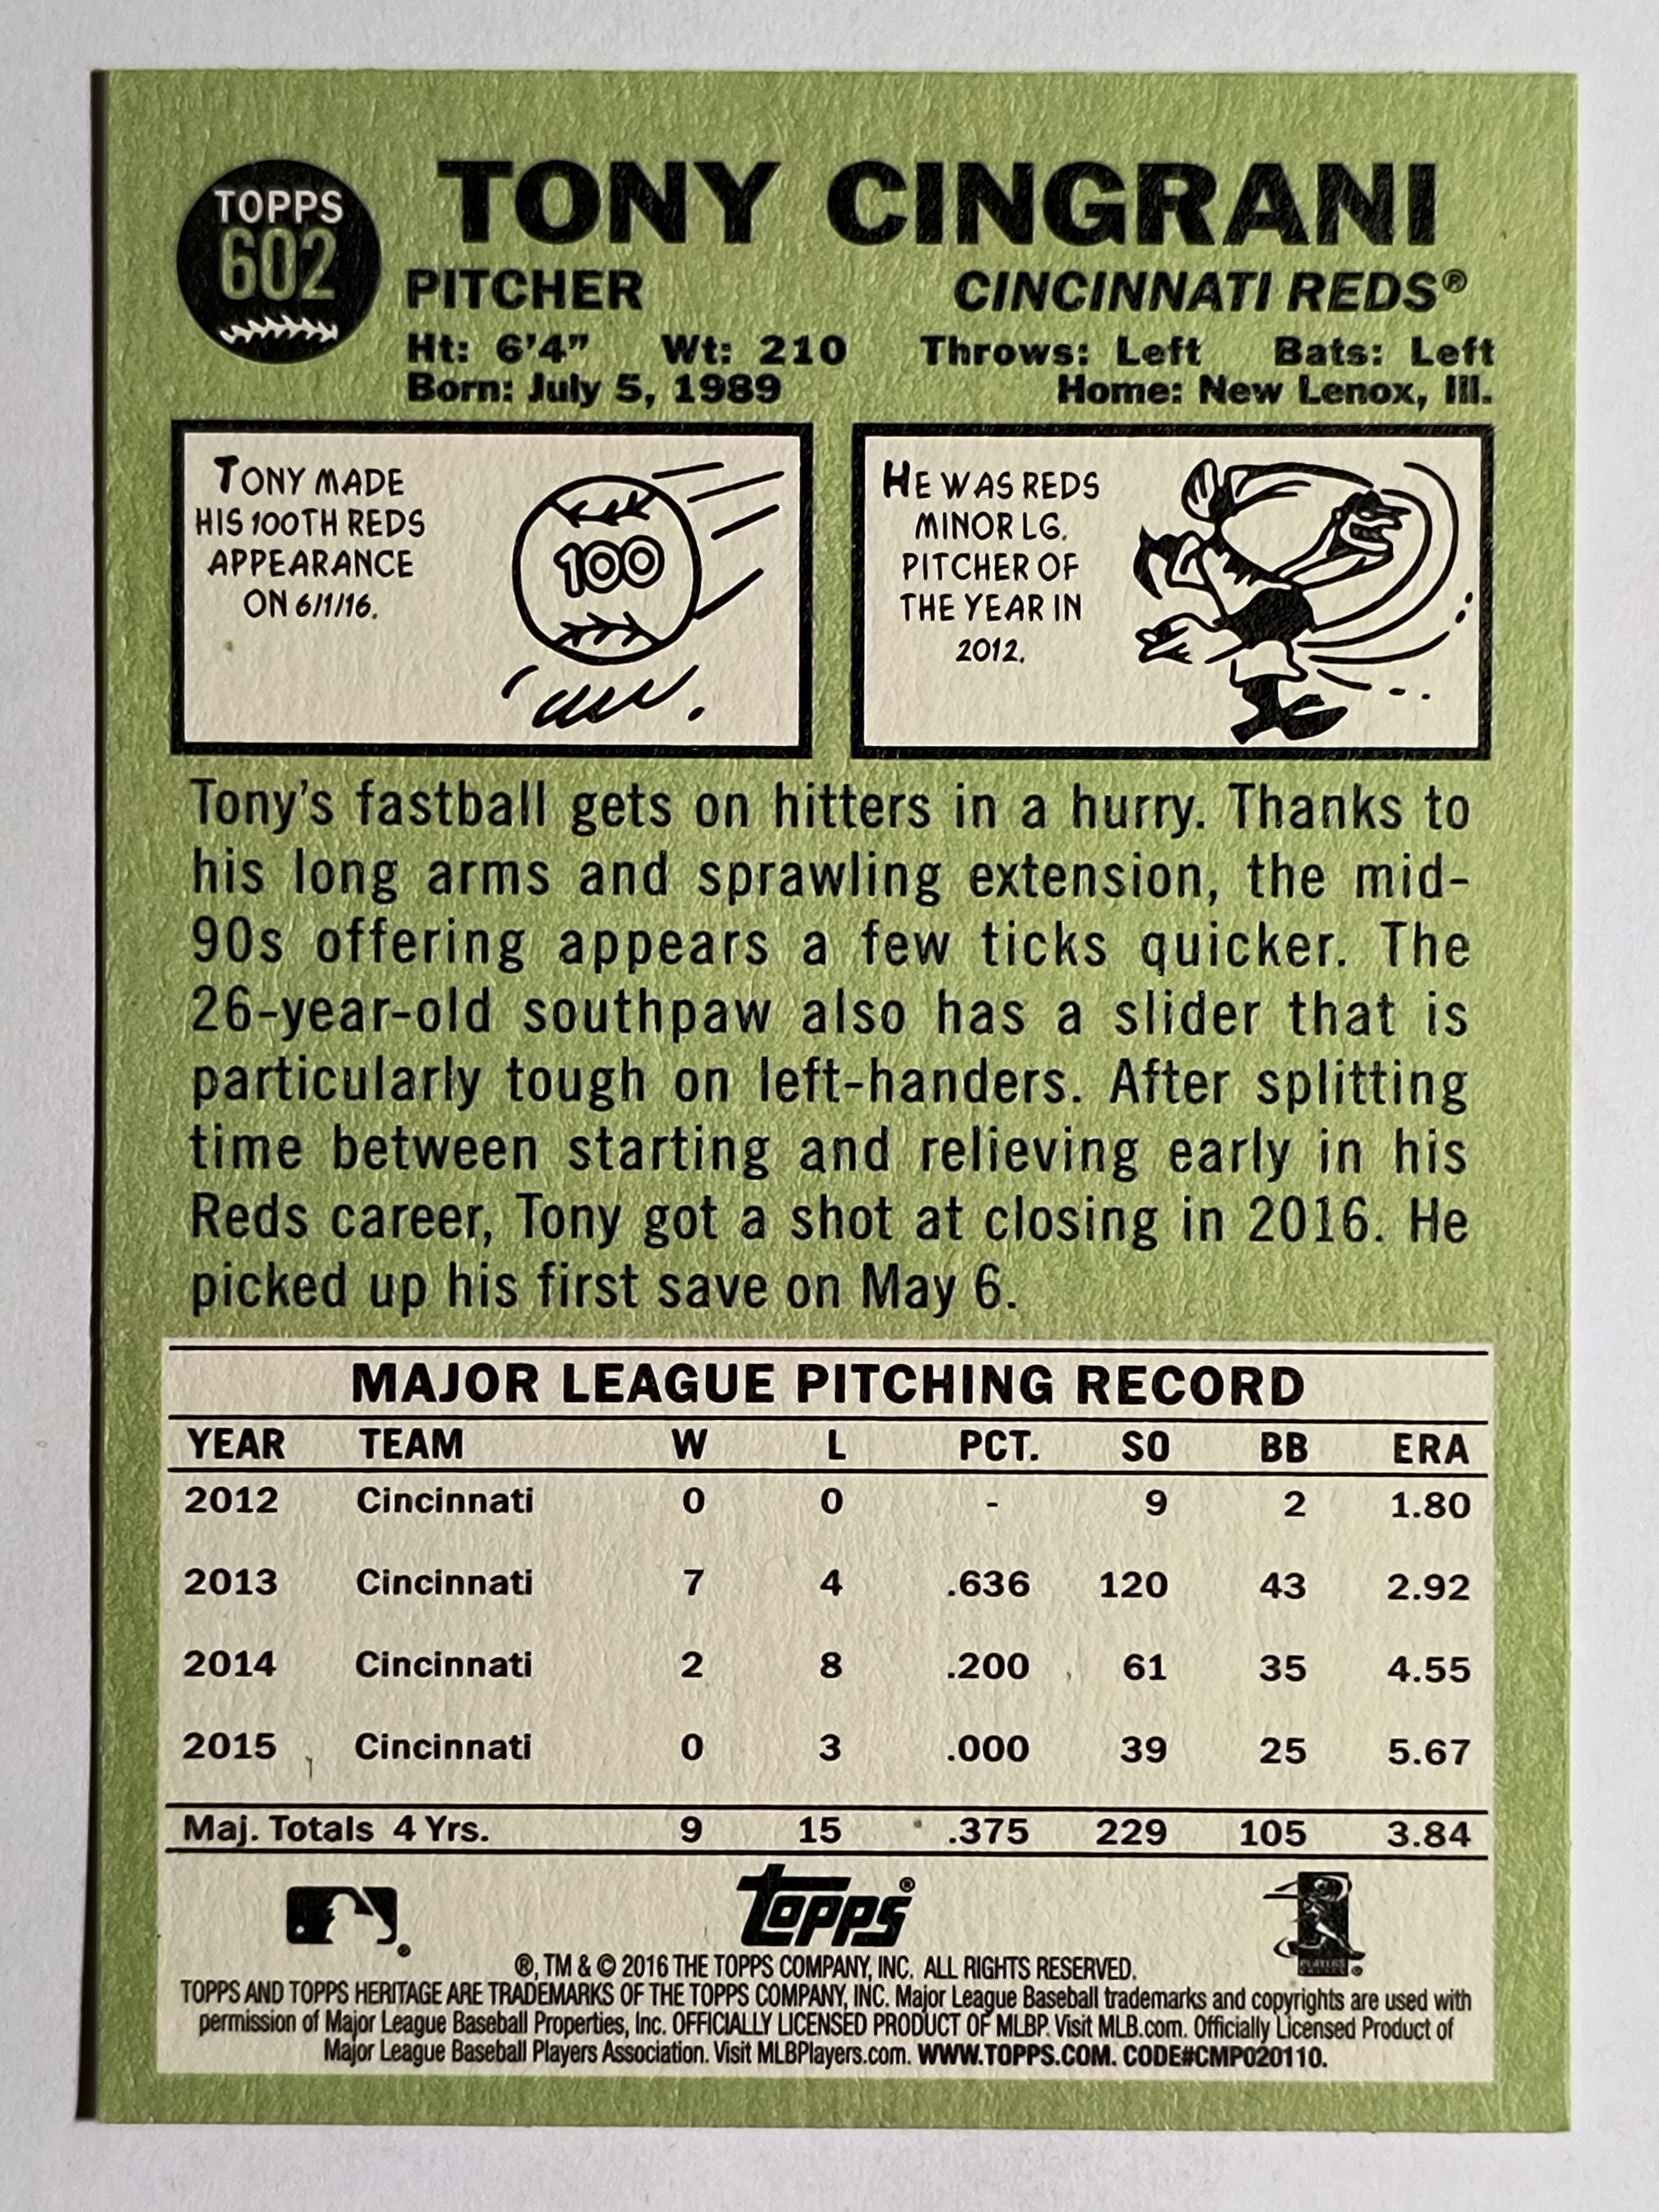 TOPPS
602
TONY CINGRANI
PITCHER CINCINNATI REDS®
Ht: 6'4" Wt: 210 Throws: Left Bats: Left
Born: July 5, 1989 Home: New Lenox, Ill.
TONY MADE
HIS 100TH REDS
APPEARANCE
ON 6/1/16.
100
HE WAS REDS
MINOR LG.
PITCHER OF
THE YEAR IN
2012.
Tony's fastball gets on hitters in a hurry. Thanks to
his long arms and sprawling extension, the mid-
90s offering appears a few ticks quicker. The
26-year-old southpaw also has a slider that is
particularly tough on left-handers. After splitting
time between starting and relieving early in his
Reds career, Tony got a shot at closing in 2016. He
picked up his first save on May 6.
MAJOR LEAGUE PITCHING RECORD
YEAR TEAM W L PCT. SO BB ERA
2012 Cincinnati 0 0 - 9 2 1.80
2013 Cincinnati 7 4 .636 120 43 2.92
2014 Cincinnati 2 8 .200 61 35 4.55
2015 Cincinnati 0 3 .000 39 25 5.67
Maj. Totals 4 Yrs. 9 15 .375 229 105 3.84
topps®
®, TM & © 2016 THE TOPPS COMPANY, INC. ALL RIGHTS RESERVED.
TOPPS AND TOPPS HERITAGE ARE TRADEMARKS OF THE TOPPS COMPANY, INC. Major League Baseball trademarks and copyrights are used with
permission of Major League Baseball Properties, Inc. OFFICIALLY LICENSED PRODUCT OF MLBP. Visit MLB.com. Officially Licensed Product of
Major League Baseball Players Association. Visit MLBPlayers.com. WWW.TOPPS.COM. CODE#CMP020110.